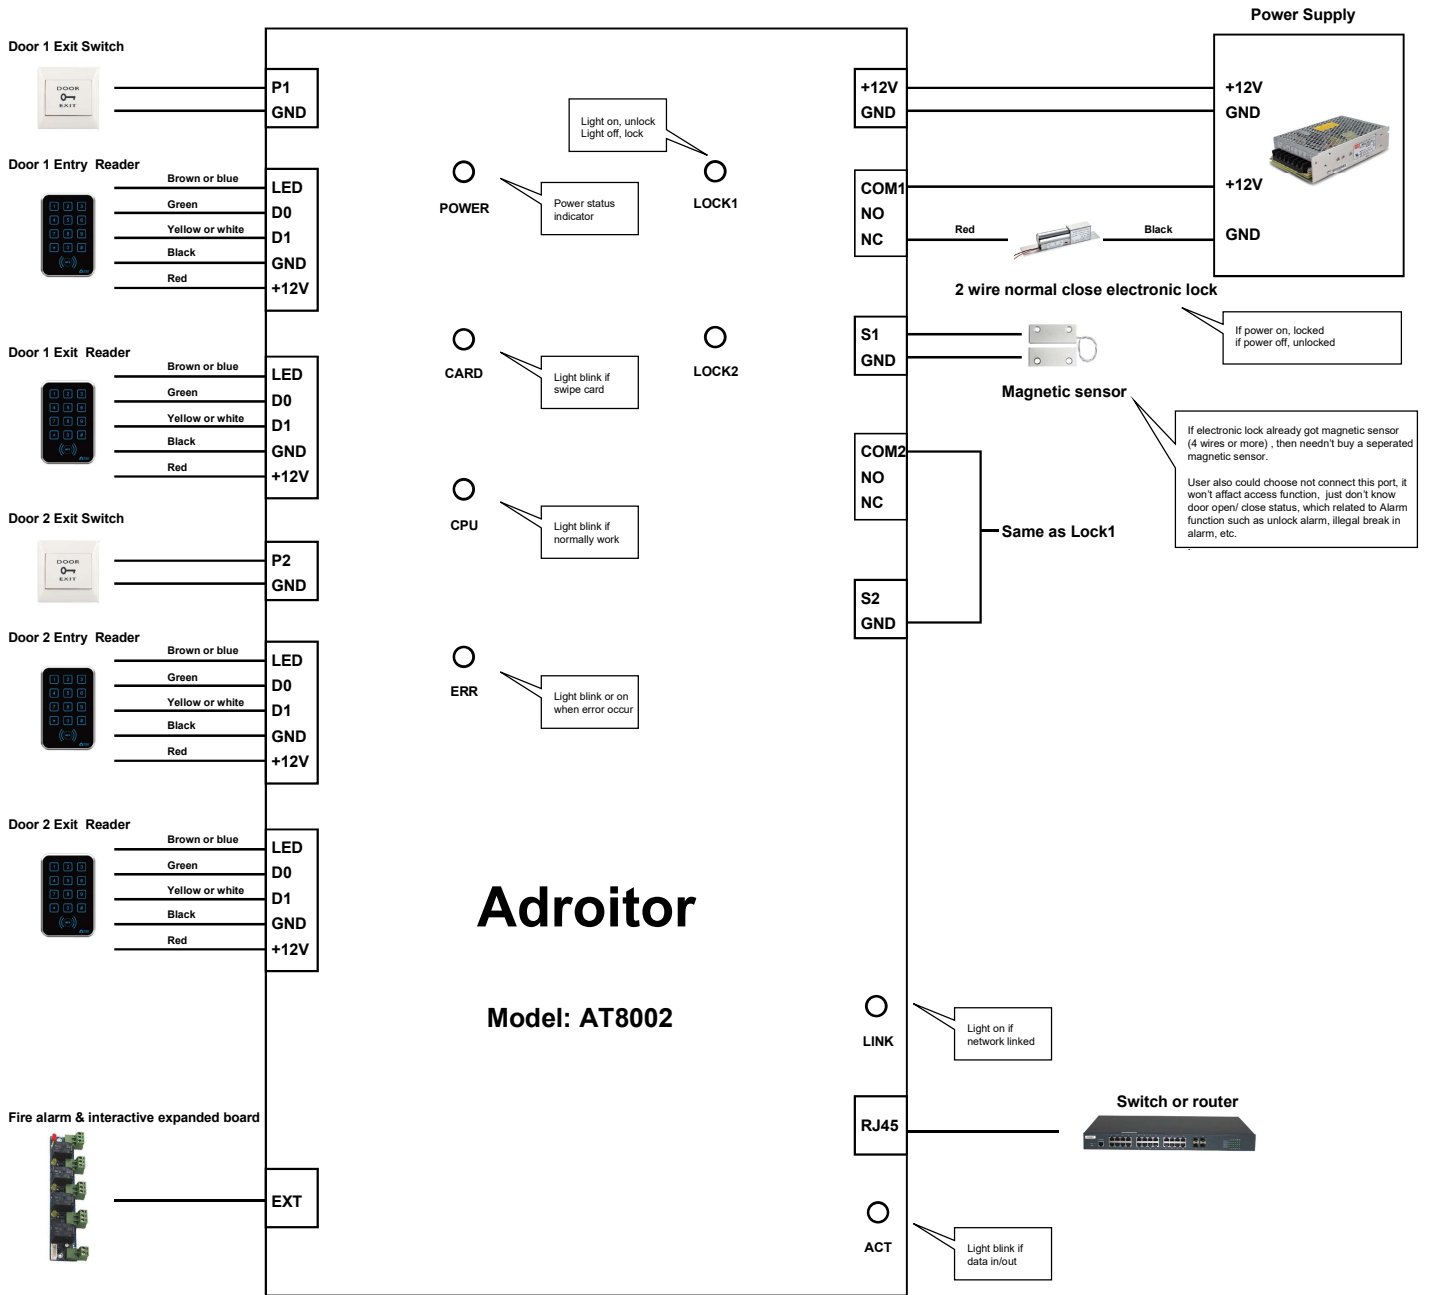 Power Supply
Door 1 Exit Switch
DOOR
EXIT
P1
GND
+12V
GND
+12V
GND
Light on, unlock
Light off, lock
Door 1 Entry  Reader
Brown or blue
LED
Green
D0
Yellow or white
D1
Black
GND
Red
+12V
POWER
Power status
indicator
LOCK1
COM1
NO
NC
+12V
Red
Black
GND
2 wire normal close electronic lock
If power on, locked
if power off, unlocked
S1
GND
Magnetic sensor
If electronic lock already got magnetic sensor
(4 wires or more) , then needn't buy a seperated
magnetic sensor.
User also could choose not connect this port, it
won't affact access function,  just don't know
door open/ close status, which related to Alarm
function such as unlock alarm, illegal break in
alarm, etc.
.
Door 1 Exit  Reader
Brown or blue
LED
Green
D0
Yellow or white
D1
Black
GND
Red
+12V
CARD
Light blink if
swipe card
LOCK2
COM2
NO
NC
Same as Lock1
S2
GND
CPU
Light blink if
normally work
Door 2 Exit Switch
DOOR
EXIT
P2
GND
Door 2 Entry  Reader
Brown or blue
LED
Green
D0
Yellow or white
D1
Black
GND
Red
+12V
ERR
Light blink or on
when error occur
Door 2 Exit  Reader
Brown or blue
LED
Green
D0
Yellow or white
D1
Black
GND
Red
+12V
Adroitor
Model: AT8002
LINK
Light on if
network linked
Fire alarm & interactive expanded board
EXT
RJ45
Switch or router
ACT
Light blink if
data in/out